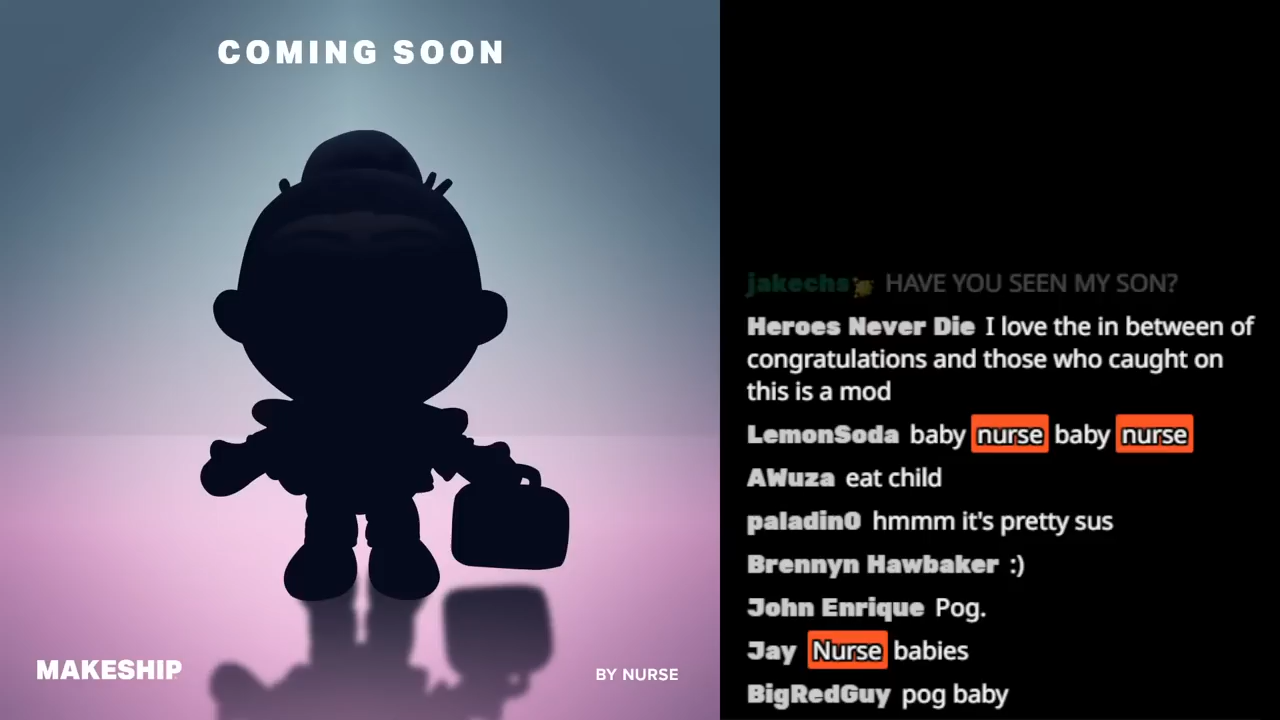 COMING SOON
MAKESHIP
BY NURSE
jakechs HAVE YOU SEEN MY SON?
Heroes Never Die I love the in between of
congratulations and those who caught on
this is a mod
LemonSoda baby nurse baby nurse
AWuza eat child
paladin0 hmmm it's pretty sus
Brennyn Hawbaker :)
John Enrique Pog.
Jay Nurse babies
BigRedGuy pog baby